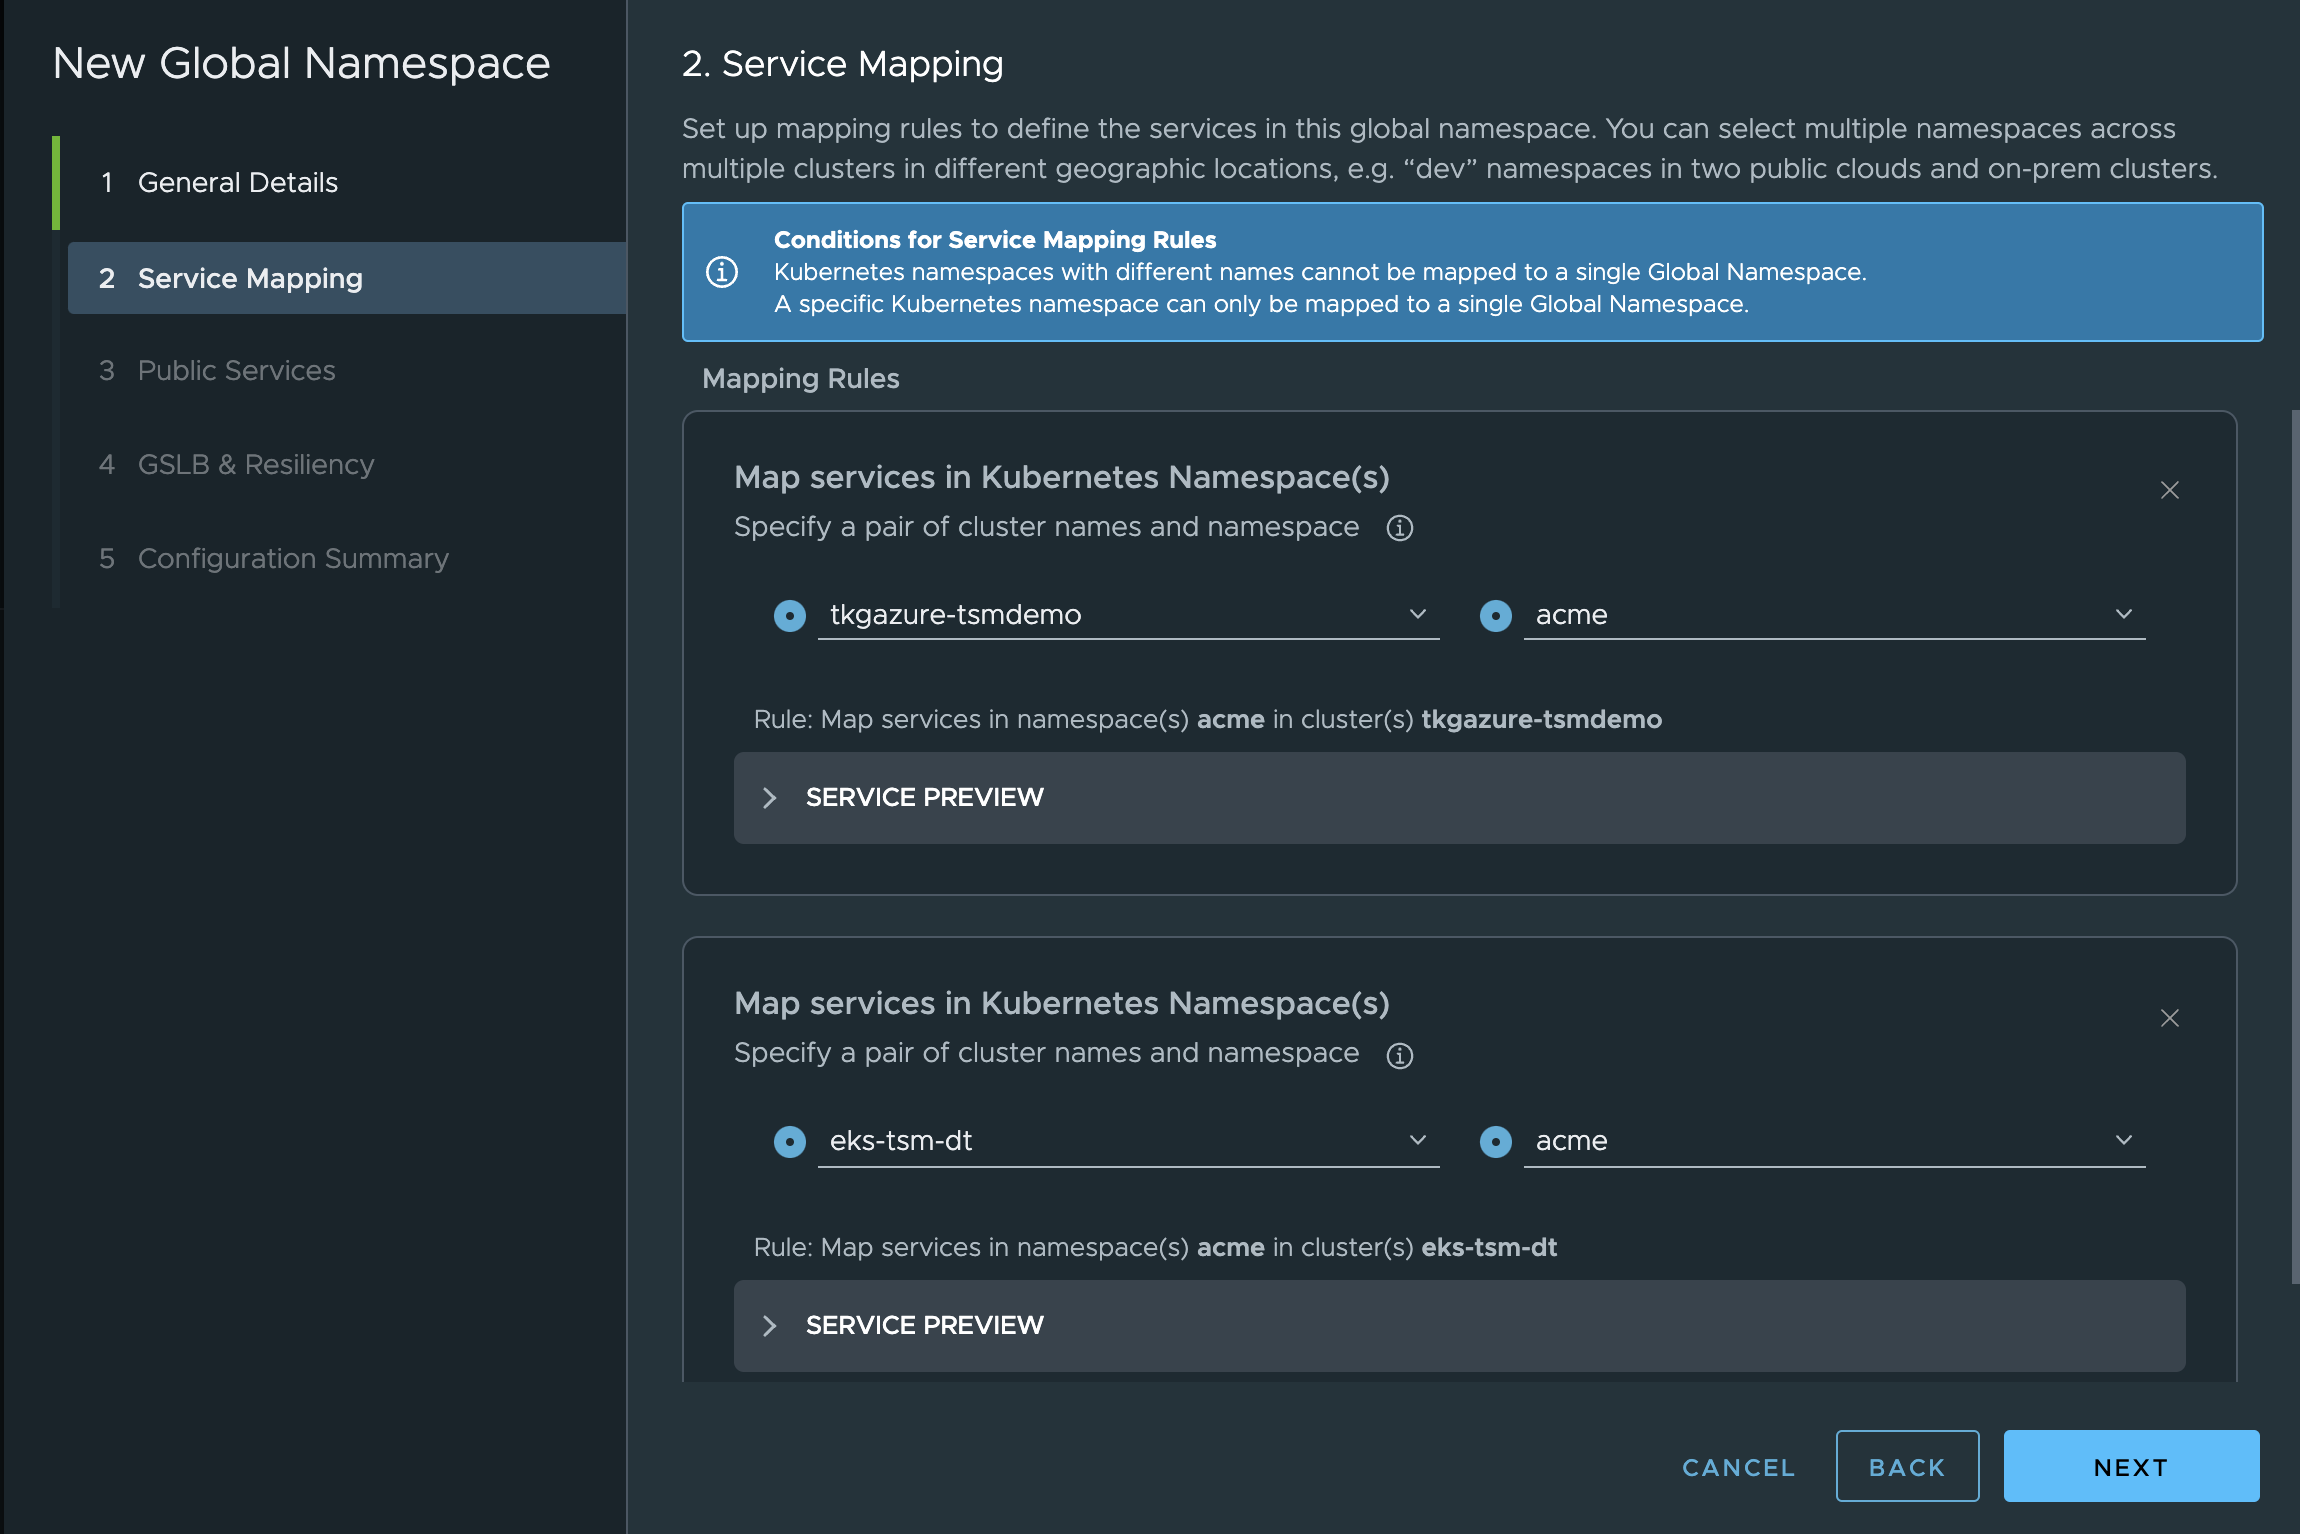 New Global Namespace
1 General Details
2 Service Mapping
3 Public Services
4 GSLB & Resiliency
5 Configuration Summary
2. Service Mapping
Set up mapping rules to define the services in this global namespace. You can select multiple namespaces across
multiple clusters in different geographic locations, e.g. “dev” namespaces in two public clouds and on-prem clusters.
Conditions for Service Mapping Rules
Kubernetes namespaces with different names cannot be mapped to a single Global Namespace.
A specific Kubernetes namespace can only be mapped to a single Global Namespace.
Mapping Rules
Map services in Kubernetes Namespace(s)
Specify a pair of cluster names and namespace
tkgazure-tsmdemo acme
Rule: Map services in namespace(s) acme in cluster(s) tkgazure-tsmdemo
SERVICE PREVIEW
Map services in Kubernetes Namespace(s)
Specify a pair of cluster names and namespace
eks-tsm-dt acme
Rule: Map services in namespace(s) acme in cluster(s) eks-tsm-dt
SERVICE PREVIEW
CANCEL BACK NEXT